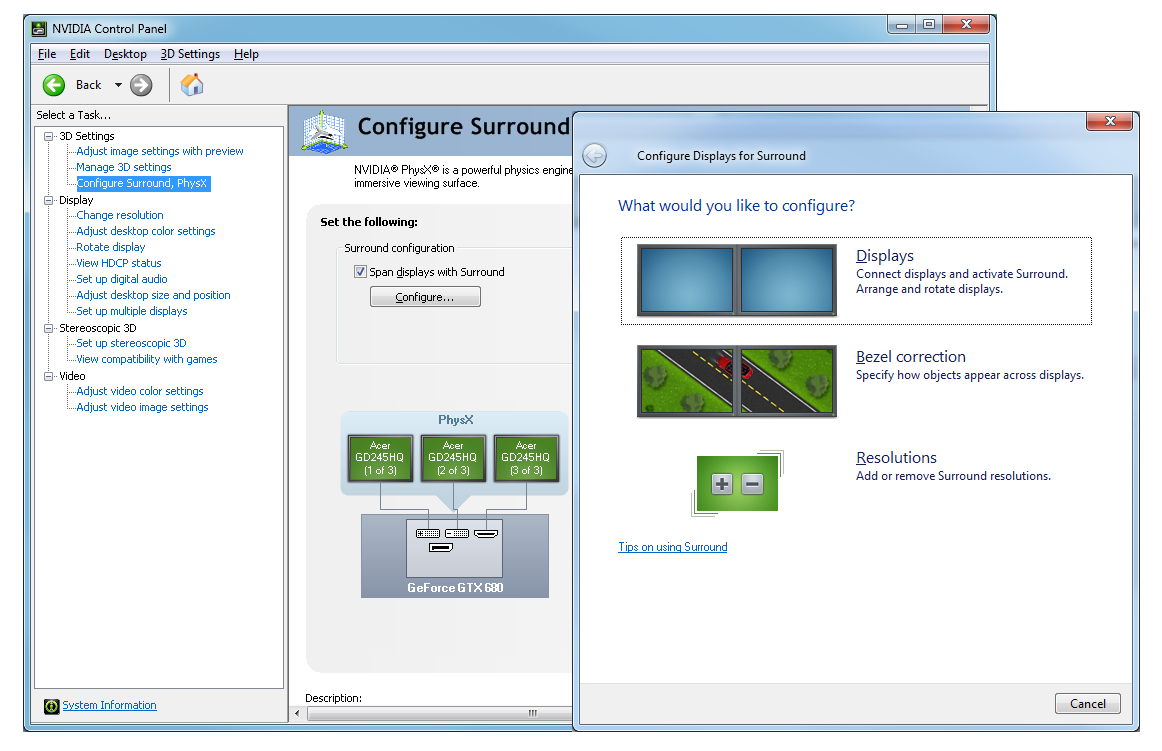 NVIDIA Control Panel
File Edit Desktop 3D Settings Help
Back
Select a Task...
3D Settings
Adjust image settings with preview
Manage 3D settings
Configure Surround, PhysX
Display
Change resolution
Adjust desktop color settings
Rotate display
View HDCP status
Set up digital audio
Adjust desktop size and position
Set up multiple displays
Stereoscopic 3D
Set up stereoscopic 3D
View compatibility with games
Video
Adjust video color settings
Adjust video image settings
System Information
Configure Surround
NVIDIA® PhysX® is a powerful physics engine
immersive viewing surface.
Set the following:
Surround configuration
Span displays with Surround
Configure...
PhysX
Acer
GD245HQ
(1 of 3)
Acer
GD245HQ
(2 of 3)
Acer
GD245HQ
(3 of 3)
GeForce GTX 680
Description:
Configure Displays for Surround
What would you like to configure?
Displays
Connect displays and activate Surround.
Arrange and rotate displays.
Bezel correction
Specify how objects appear across displays.
Resolutions
Add or remove Surround resolutions.
Tips on using Surround
Cancel